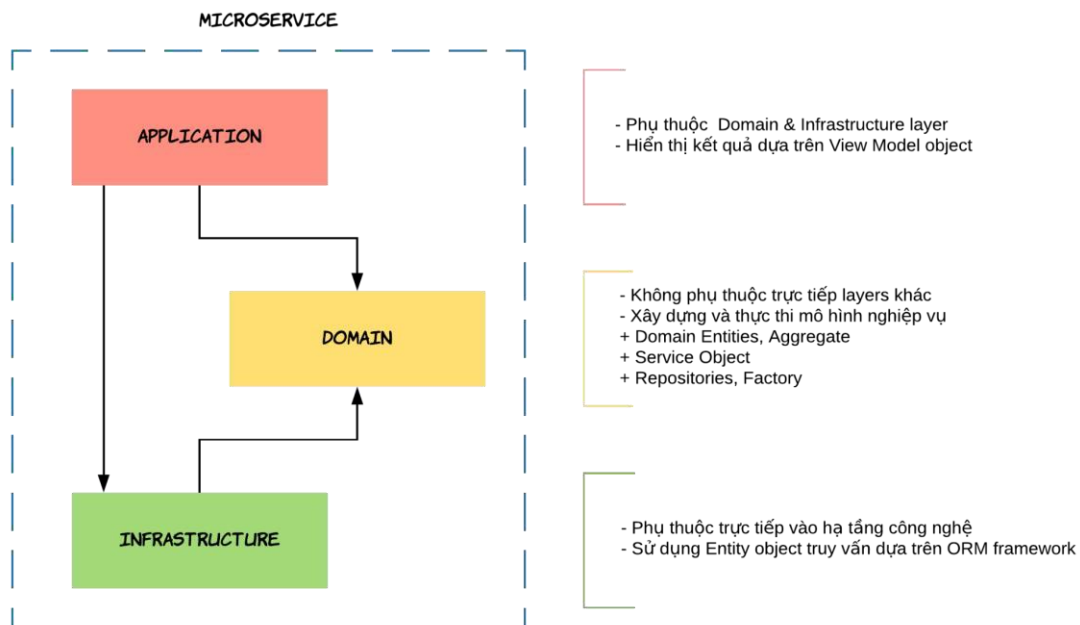 MICROSERVICE
APPLICATION
- Phụ thuộc  Domain & Infrastructure layer
- Hiển thị kết quả dựa trên View Model object
DOMAIN
- Không phụ thuộc trực tiếp layers khác
- Xây dựng và thực thi mô hình nghiệp vụ
+ Domain Entities, Aggregate
+ Service Object
+ Repositories, Factory
INFRASTRUCTURE
- Phụ thuộc trực tiếp vào hạ tầng công nghệ
- Sử dụng Entity object truy vấn dựa trên ORM framework